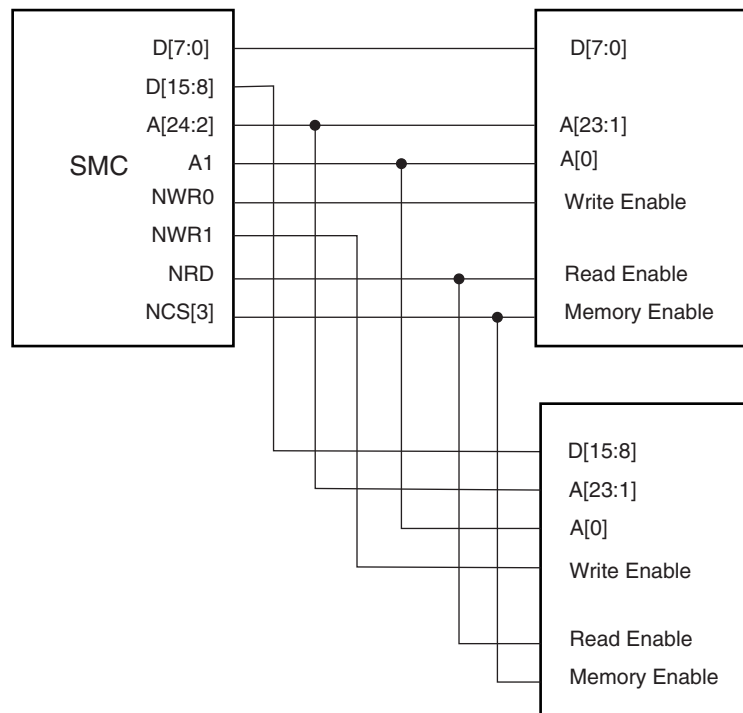 D[7:0]
D[15:8]
A[24:2]
SMC
A1
NWR0
NWR1
NRD
NCS[3]
D[7:0]
A[23:1]
A[0]
Write Enable
Read Enable
Memory Enable
D[15:8]
A[23:1]
A[0]
Write Enable
Read Enable
Memory Enable